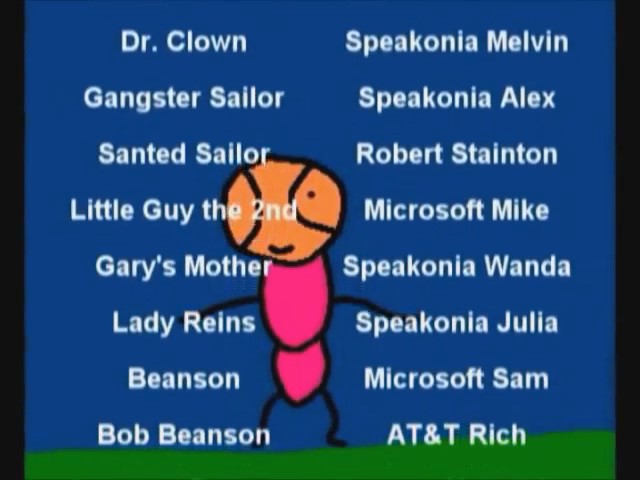 Dr. Clown Speakonia Melvin
Gangster Sailor Speakonia Alex
Santed Sailor Robert Stainton
Little Guy the 2nd Microsoft Mike
Gary's Mother Speakonia Wanda
Lady Reins Speakonia Julia
Beanson Microsoft Sam
Bob Beanson AT&T Rich